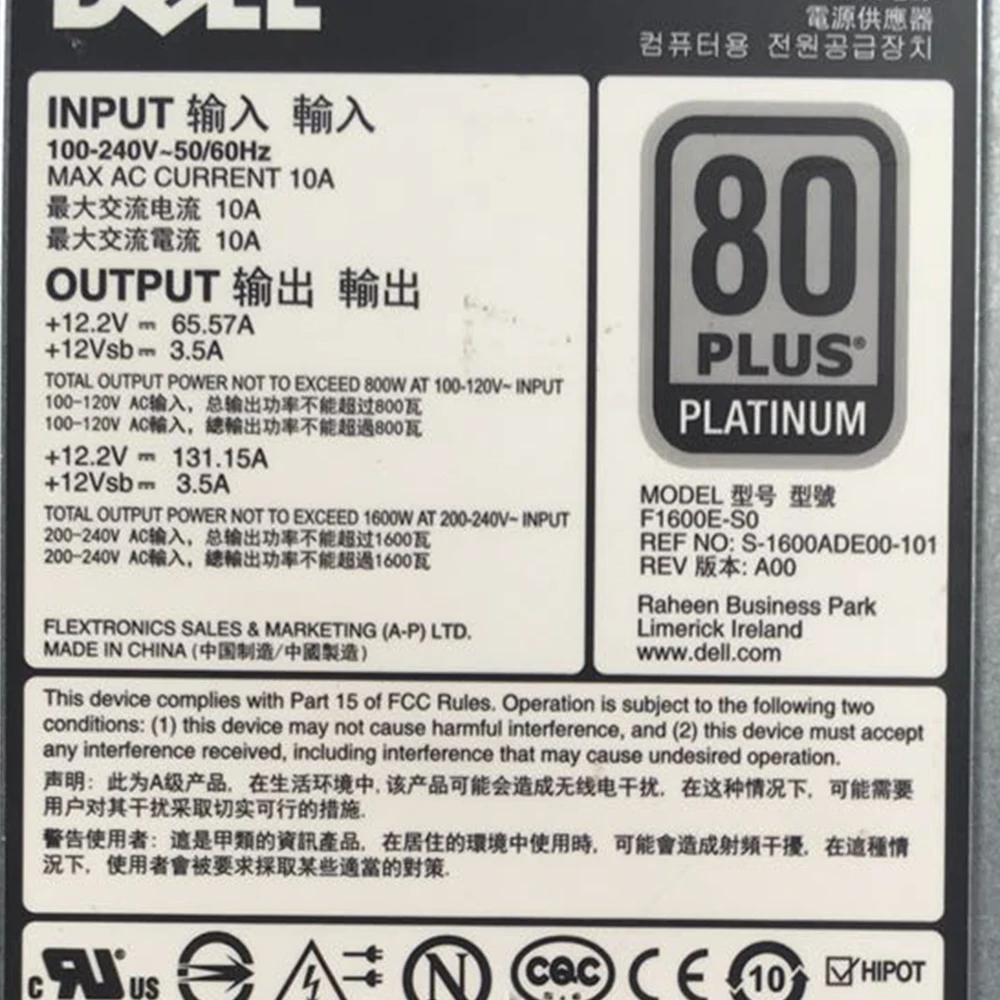 DELL
電源供應器
컴퓨터용 전원공급장치
INPUT 输入 輸入
100-240V~50/60Hz
MAX AC CURRENT 10A
最大交流电流 10A
最大交流電流 10A
OUTPUT 输出 輸出
+12.2V ⎓ 65.57A
+12Vsb ⎓ 3.5A
TOTAL OUTPUT POWER NOT TO EXCEED 800W AT 100-120V~ INPUT
100-120V AC输入，总输出功率不能超过800瓦
100-120V AC輸入，總輸出功率不能超過800瓦
+12.2V ⎓ 131.15A
+12Vsb ⎓ 3.5A
TOTAL OUTPUT POWER NOT TO EXCEED 1600W AT 200-240V~ INPUT
200-240V AC输入，总输出功率不能超过1600瓦
200-240V AC輸入，總輸出功率不能超過1600瓦
FLEXTRONICS SALES & MARKETING (A-P) LTD.
MADE IN CHINA (中国制造/中國製造)
80
PLUS®
PLATINUM
MODEL 型号 型號
F1600E-S0
REF NO: S-1600ADE00-101
REV 版本: A00
Raheen Business Park
Limerick Ireland
www.dell.com
This device complies with Part 15 of FCC Rules. Operation is subject to the following two
conditions: (1) this device may not cause harmful interference, and (2) this device must accept
any interference received, including interference that may cause undesired operation.
声明：此为A级产品，在生活环境中,该产品可能会造成无线电干扰．在这种情况下，可能需要
用户对其干扰采取切实可行的措施.
警告使用者：這是甲類的資訊產品，在居住的環境中使用時，可能會造成射頻干擾，在這種情
況下，使用者會被要求採取某些適當的對策.
c RU® US N CQC CE 10 HIPOT